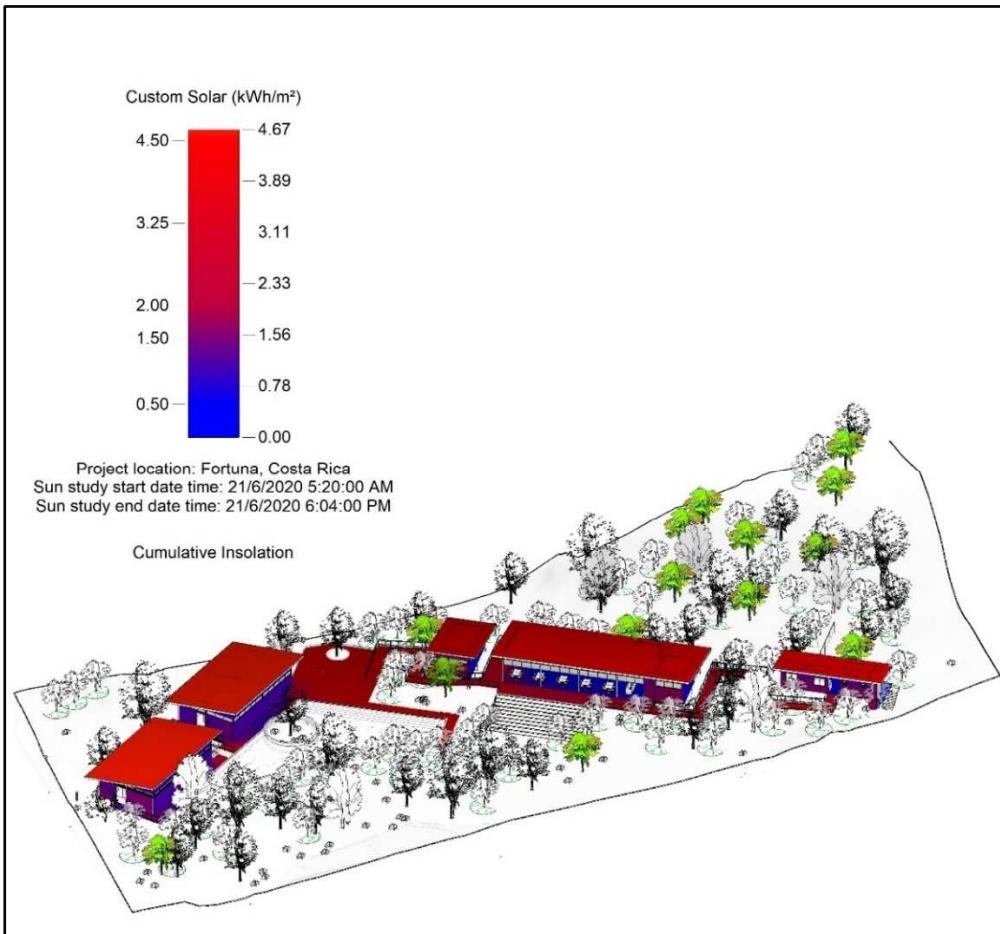 Custom Solar (kWh/m²)
4.50
3.25
2.00
1.50
0.50
4.67
3.89
3.11
2.33
1.56
0.78
0.00
Project location: Fortuna, Costa Rica
Sun study start date time: 21/6/2020 5:20:00 AM
Sun study end date time: 21/6/2020 6:04:00 PM
Cumulative Insolation